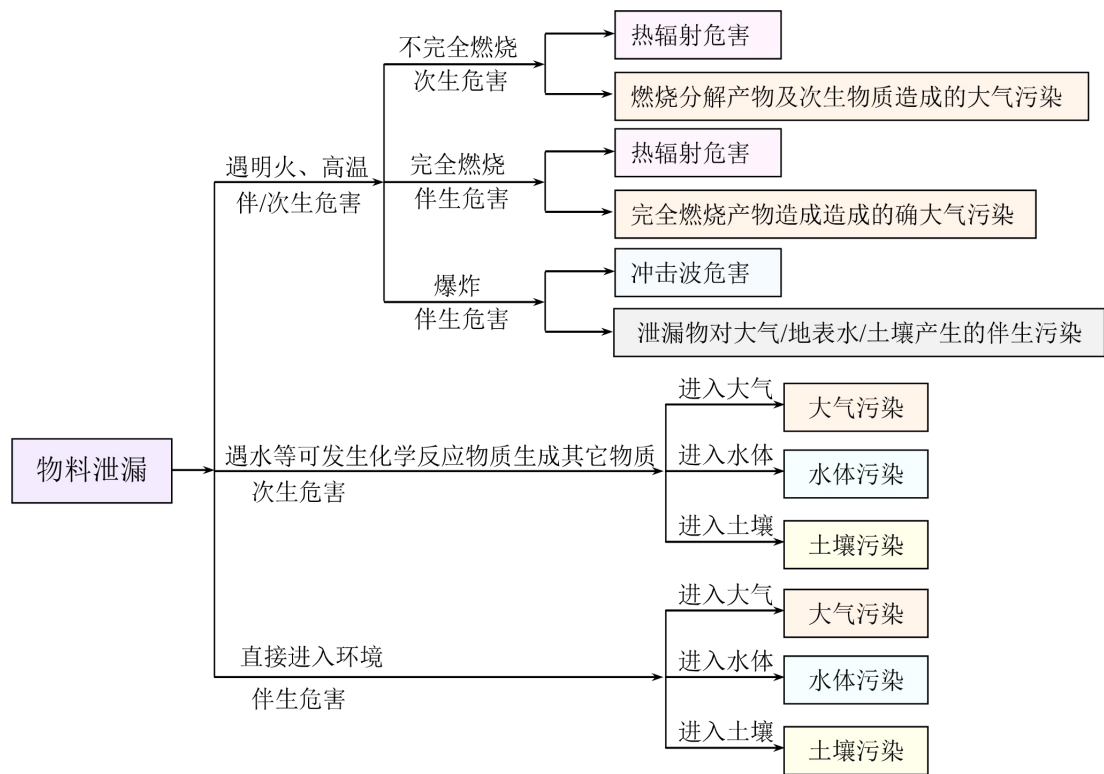 不完全燃烧
次生危害
热辐射危害
燃烧分解产物及次生物质造成的大气污染
遇明火、高温
伴/次生危害
完全燃烧
伴生危害
热辐射危害
完全燃烧产物造成造成的确大气污染
爆炸
伴生危害
冲击波危害
泄漏物对大气/地表水/土壤产生的伴生污染
物料泄漏
遇水等可发生化学反应物质生成其它物质
次生危害
进入大气
大气污染
进入水体
水体污染
进入土壤
土壤污染
直接进入环境
伴生危害
进入大气
大气污染
进入水体
水体污染
进入土壤
土壤污染